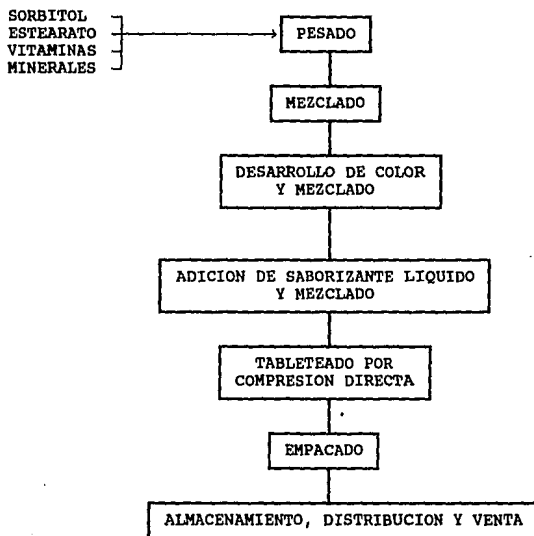 SORBITOL
ESTEARATO
VITAMINAS
MINERALES
PESADO
MEZCLADO
DESARROLLO DE COLOR
Y MEZCLADO
ADICION DE SABORIZANTE LIQUIDO
Y MEZCLADO
TABLETEADO POR
COMPRESION DIRECTA
EMPACADO
ALMACENAMIENTO, DISTRIBUCION Y VENTA